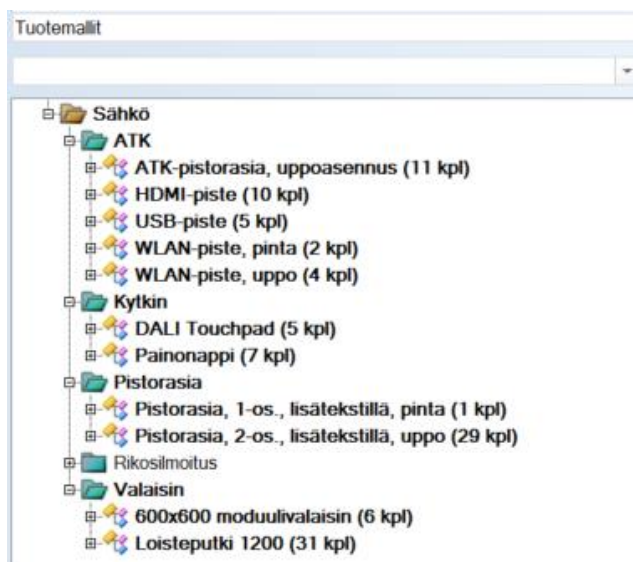 Tuotemallit
Sähkö
ATK
ATK-pistorasia, uppoasennus (11 kpl)
HDMI-piste (10 kpl)
USB-piste (5 kpl)
WLAN-piste, pinta (2 kpl)
WLAN-piste, uppo (4 kpl)
Kytkin
DALI Touchpad (5 kpl)
Painonappi (7 kpl)
Pistorasia
Pistorasia, 1-os., lisätekstillä, pinta (1 kpl)
Pistorasia, 2-os., lisätekstillä, uppo (29 kpl)
Rikosilmoitus
Valaisin
600x600 moduulivalaisin (6 kpl)
Loisteputki 1200 (31 kpl)